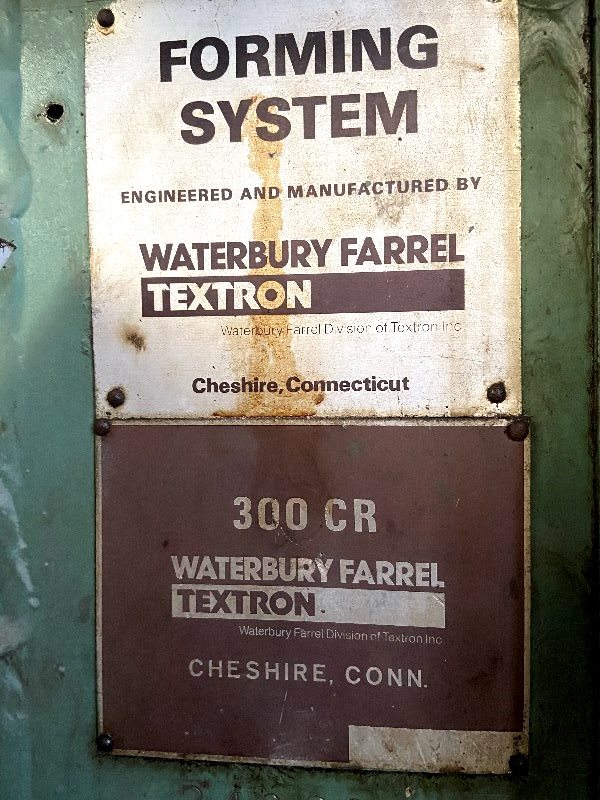 FORMING
SYSTEM
ENGINEERED AND MANUFACTURED BY
WATERBURY FARREL
TEXTRON
Waterbury Farrel Division of Textron Inc.
Cheshire, Connecticut
300 CR
WATERBURY FARREL
TEXTRON
Waterbury Farrel Division of Textron Inc.
CHESHIRE, CONN.